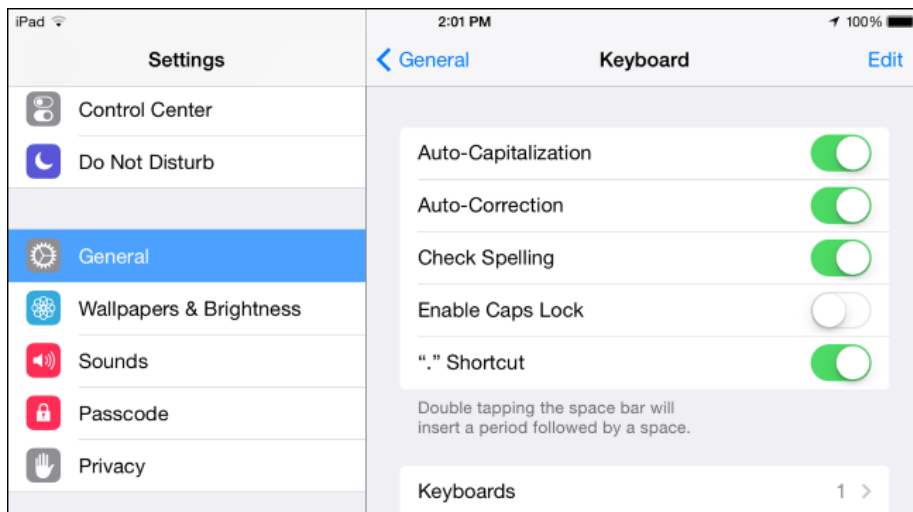 iPad
2:01 PM
100%
Settings
General
Keyboard
Edit
Control Center
Do Not Disturb
General
Wallpapers & Brightness
Sounds
Passcode
Privacy
Auto-Capitalization
Auto-Correction
Check Spelling
Enable Caps Lock
“.” Shortcut
Double tapping the space bar will
insert a period followed by a space.
Keyboards 1